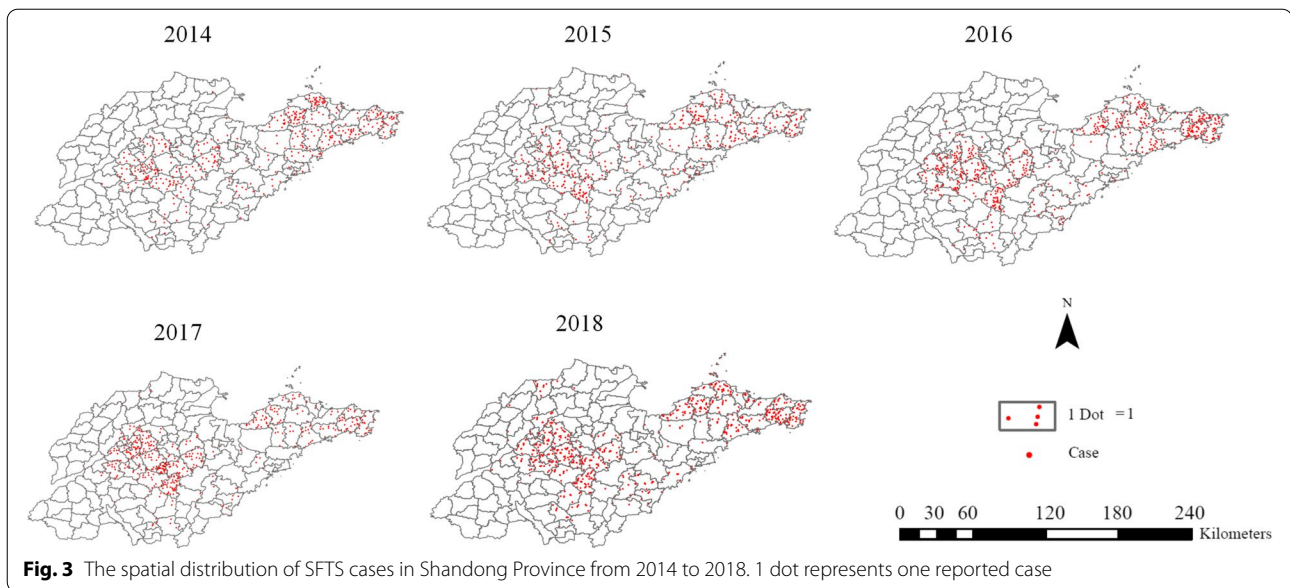 2014
2015
2016
2017
2018
N
1 Dot = 1
Case
0 30 60 120 180 240
Kilometers
Fig. 3 The spatial distribution of SFTS cases in Shandong Province from 2014 to 2018. 1 dot represents one reported case